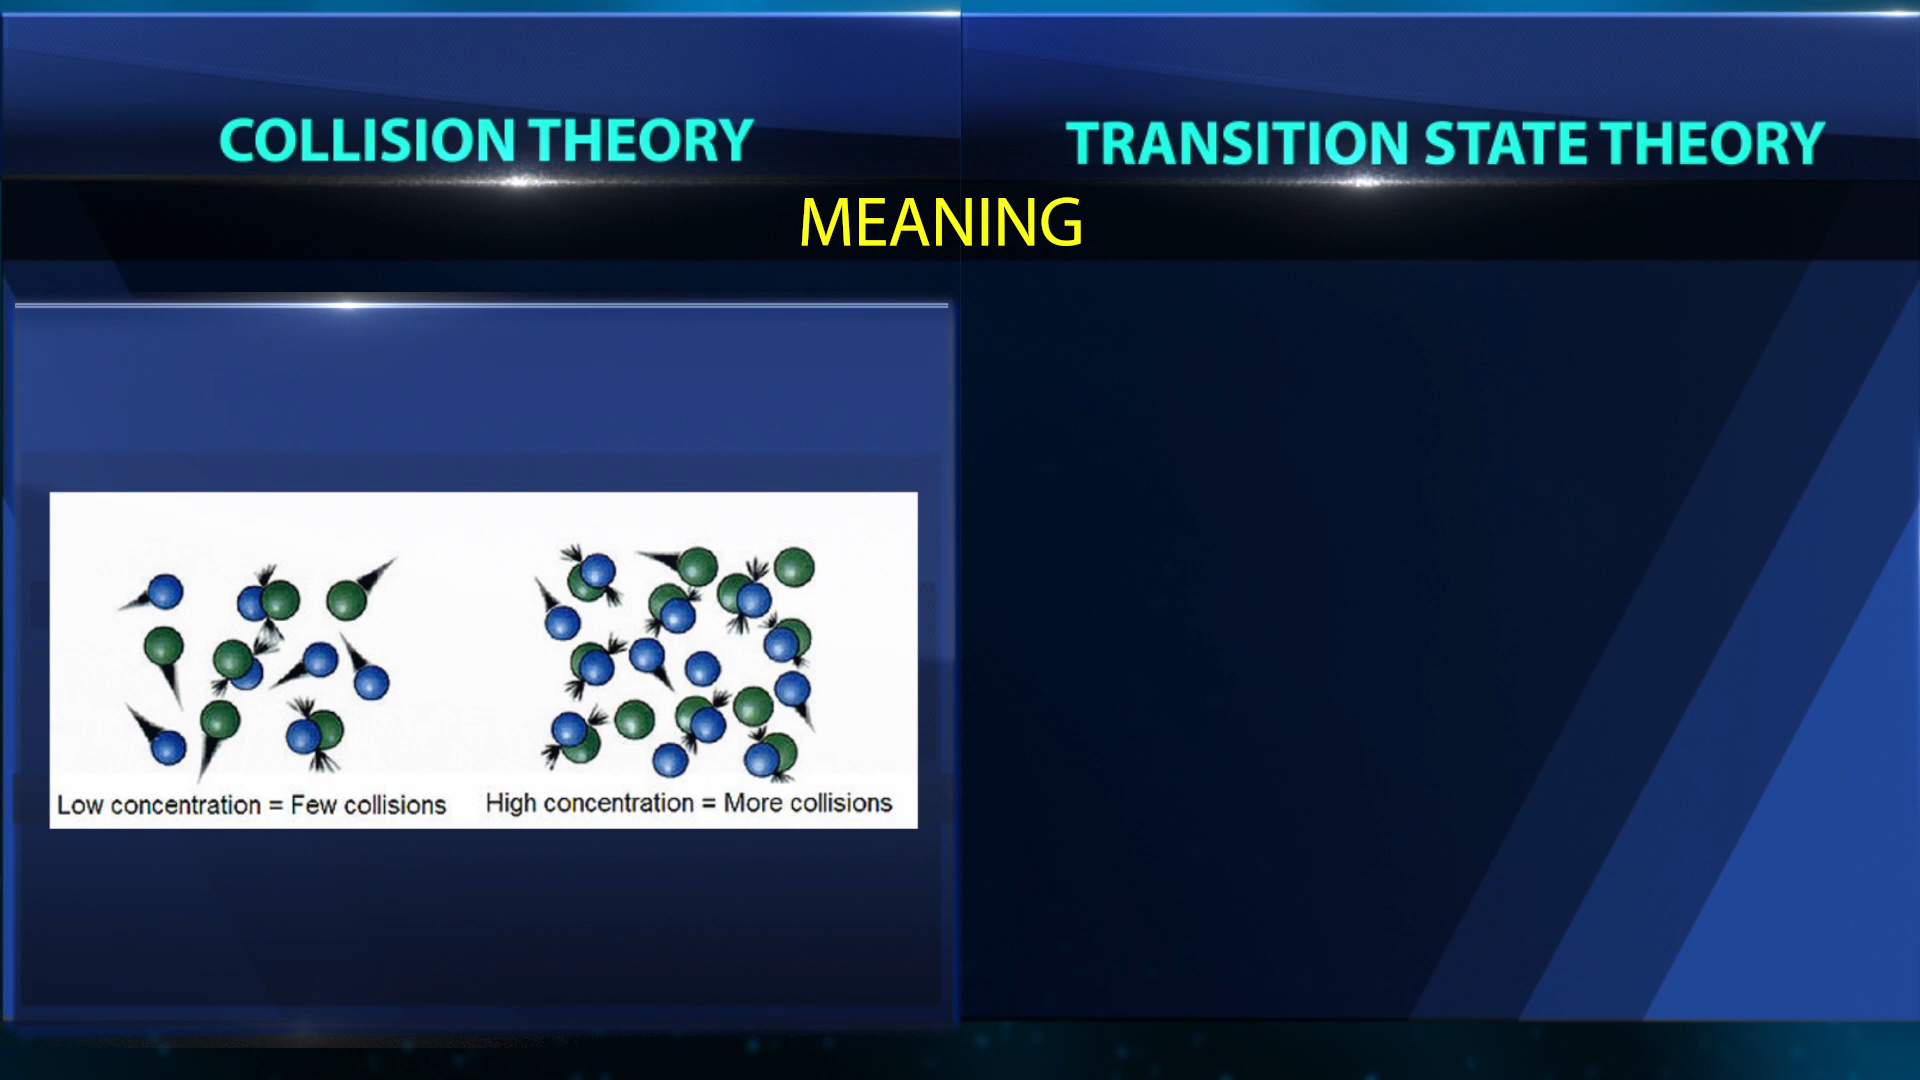 COLLISION THEORY
TRANSITION STATE THEORY
MEANING
Low concentration = Few collisions
High concentration = More collisions